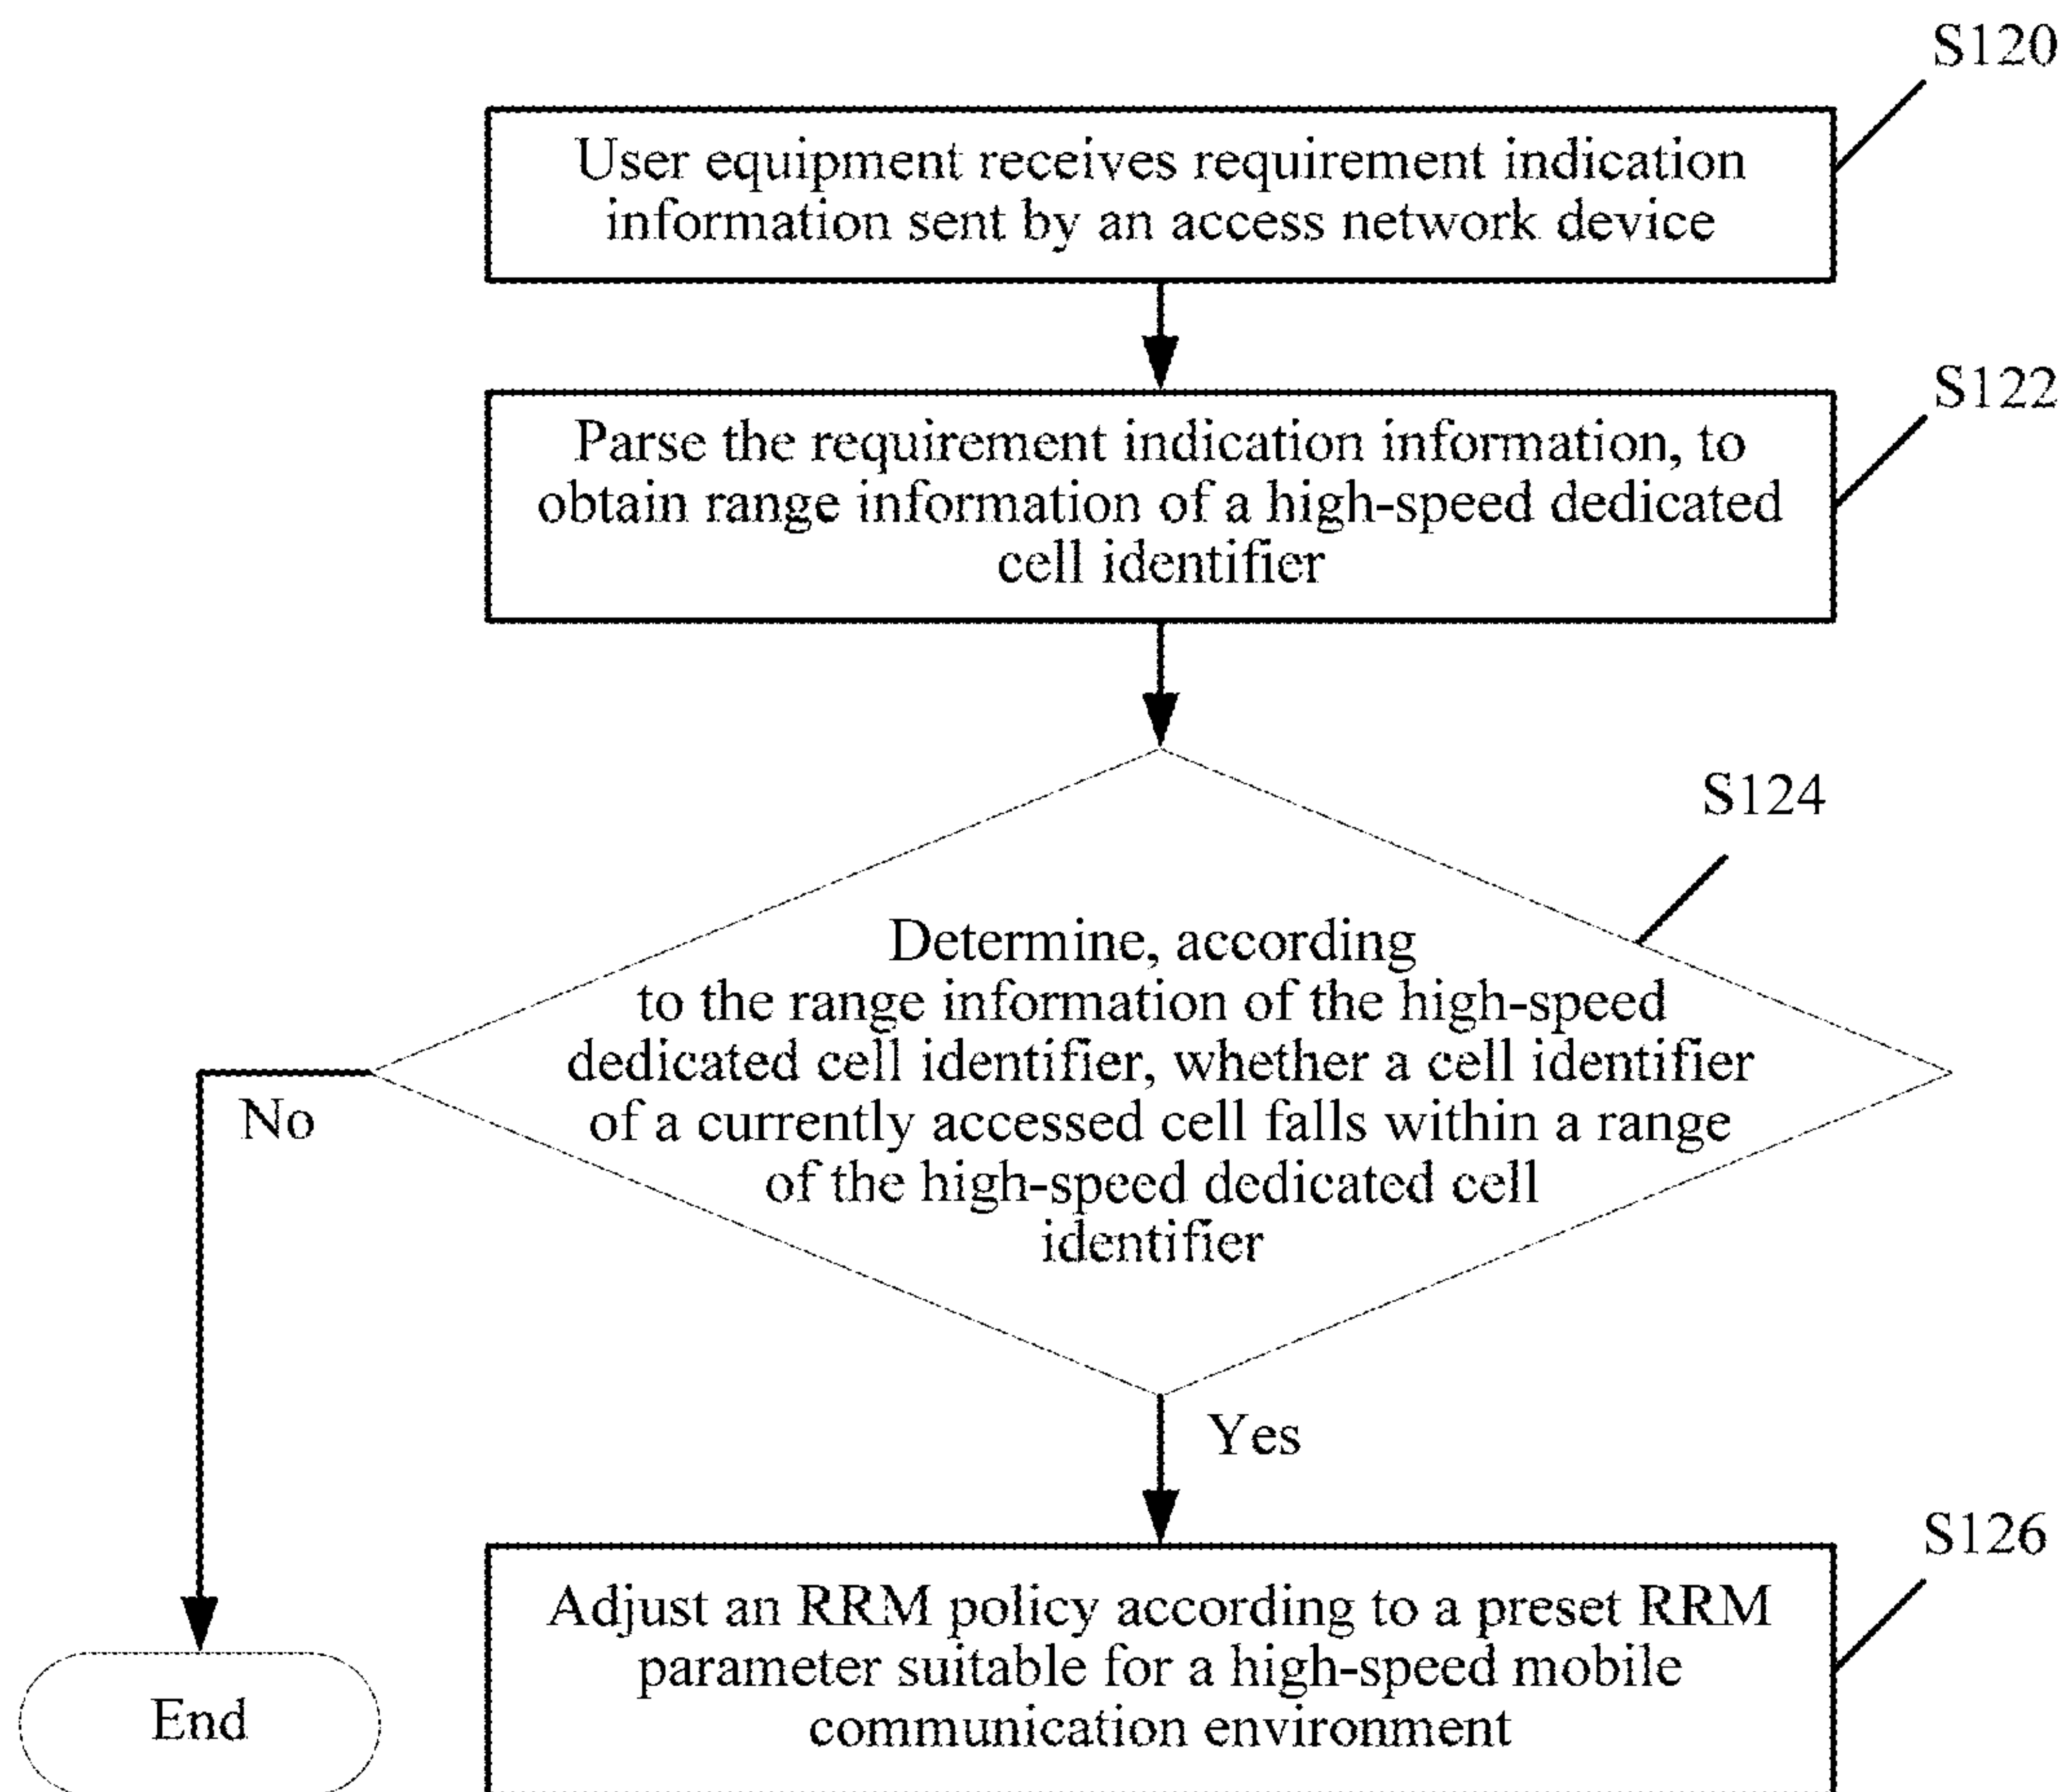 S120
User equipment receives requirement indication
information sent by an access network device
S122
Parse the requirement indication information, to
obtain range information of a high-speed dedicated
cell identifier
S124
Determine, according
to the range information of the high-speed
dedicated cell identifier, whether a cell identifier
of a currently accessed cell falls within a range
of the high-speed dedicated cell
identifier
No
Yes
S126
Adjust an RRM policy according to a preset RRM
parameter suitable for a high-speed mobile
communication environment
End